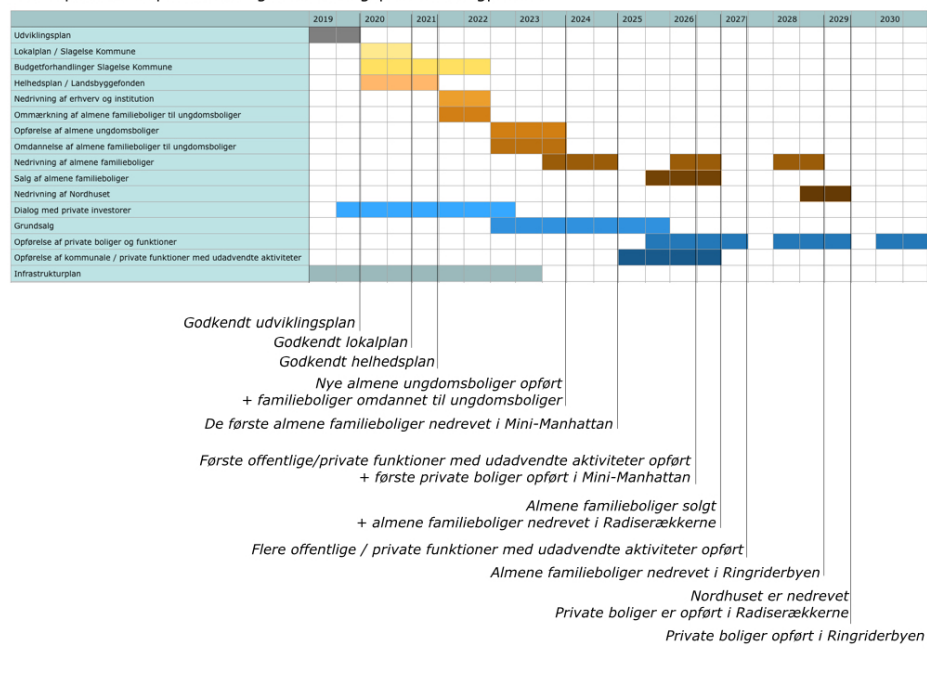 2019 2020 2021 2022 2023 2024 2025 2026 2027 2028 2029 2030
Udviklingsplan
Lokalplan / Slagelse Kommune
Budgetforhandlinger Slagelse Kommune
Helhedsplan / Landsbyggefonden
Nedrivning af erhverv og institution
Ommærkning af almene familieboliger til ungdomsboliger
Opførelse af almene ungdomsboliger
Omdannelse af almene familieboliger til ungdomsboliger
Nedrivning af almene familieboliger
Salg af almene familieboliger
Nedrivning af Nordhuset
Dialog med private investorer
Grundsalg
Opførelse af private boliger og funktioner
Opførelse af kommunale / private funktioner med udadvendte aktiviteter
Infrastrukturplan
Godkendt udviklingsplan
Godkendt lokalplan
Godkendt helhedsplan
Nye almene ungdomsboliger opført
+ familieboliger omdannet til ungdomsboliger
De første almene familieboliger nedrevet i Mini-Manhattan
Første offentlige/private funktioner med udadvendte aktiviteter opført
+ første private boliger opført i Mini-Manhattan
Almene familieboliger solgt
+ almene familieboliger nedrevet i Radiserækkerne
Flere offentlige / private funktioner med udadvendte aktiviteter opført
Almene familieboliger nedrevet i Ringriderbyen
Nordhuset er nedrevet
Private boliger er opført i Radiserækkerne
Private boliger opført i Ringriderbyen